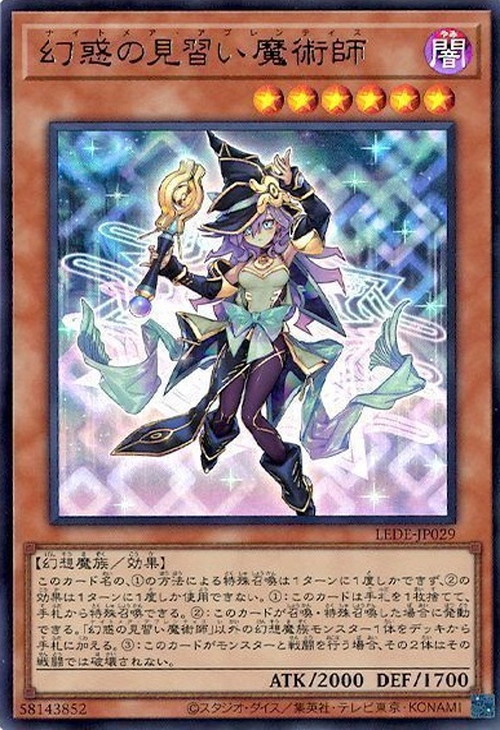 ナイトメア・アプレンティス
幻惑の見習い魔術師
やみ
闇
LEDE-JP029
【幻想魔族／効果】
このカード名の、①の方法による特殊召喚は1ターンに1度しかできず、②の
効果は1ターンに1度しか使用できない。①：このカードは手札を1枚捨てて、
手札から特殊召喚できる。②：このカードが召喚・特殊召喚した場合に発動
できる。「幻惑の見習い魔術師」以外の幻想魔族モンスター1体をデッキから
手札に加える。③：このカードがモンスターと戦闘を行う場合、その2体はその
戦闘では破壊されない。
ATK/2000 DEF/1700
58143852
©スタジオ・ダイス／集英社・テレビ東京・KONAMI